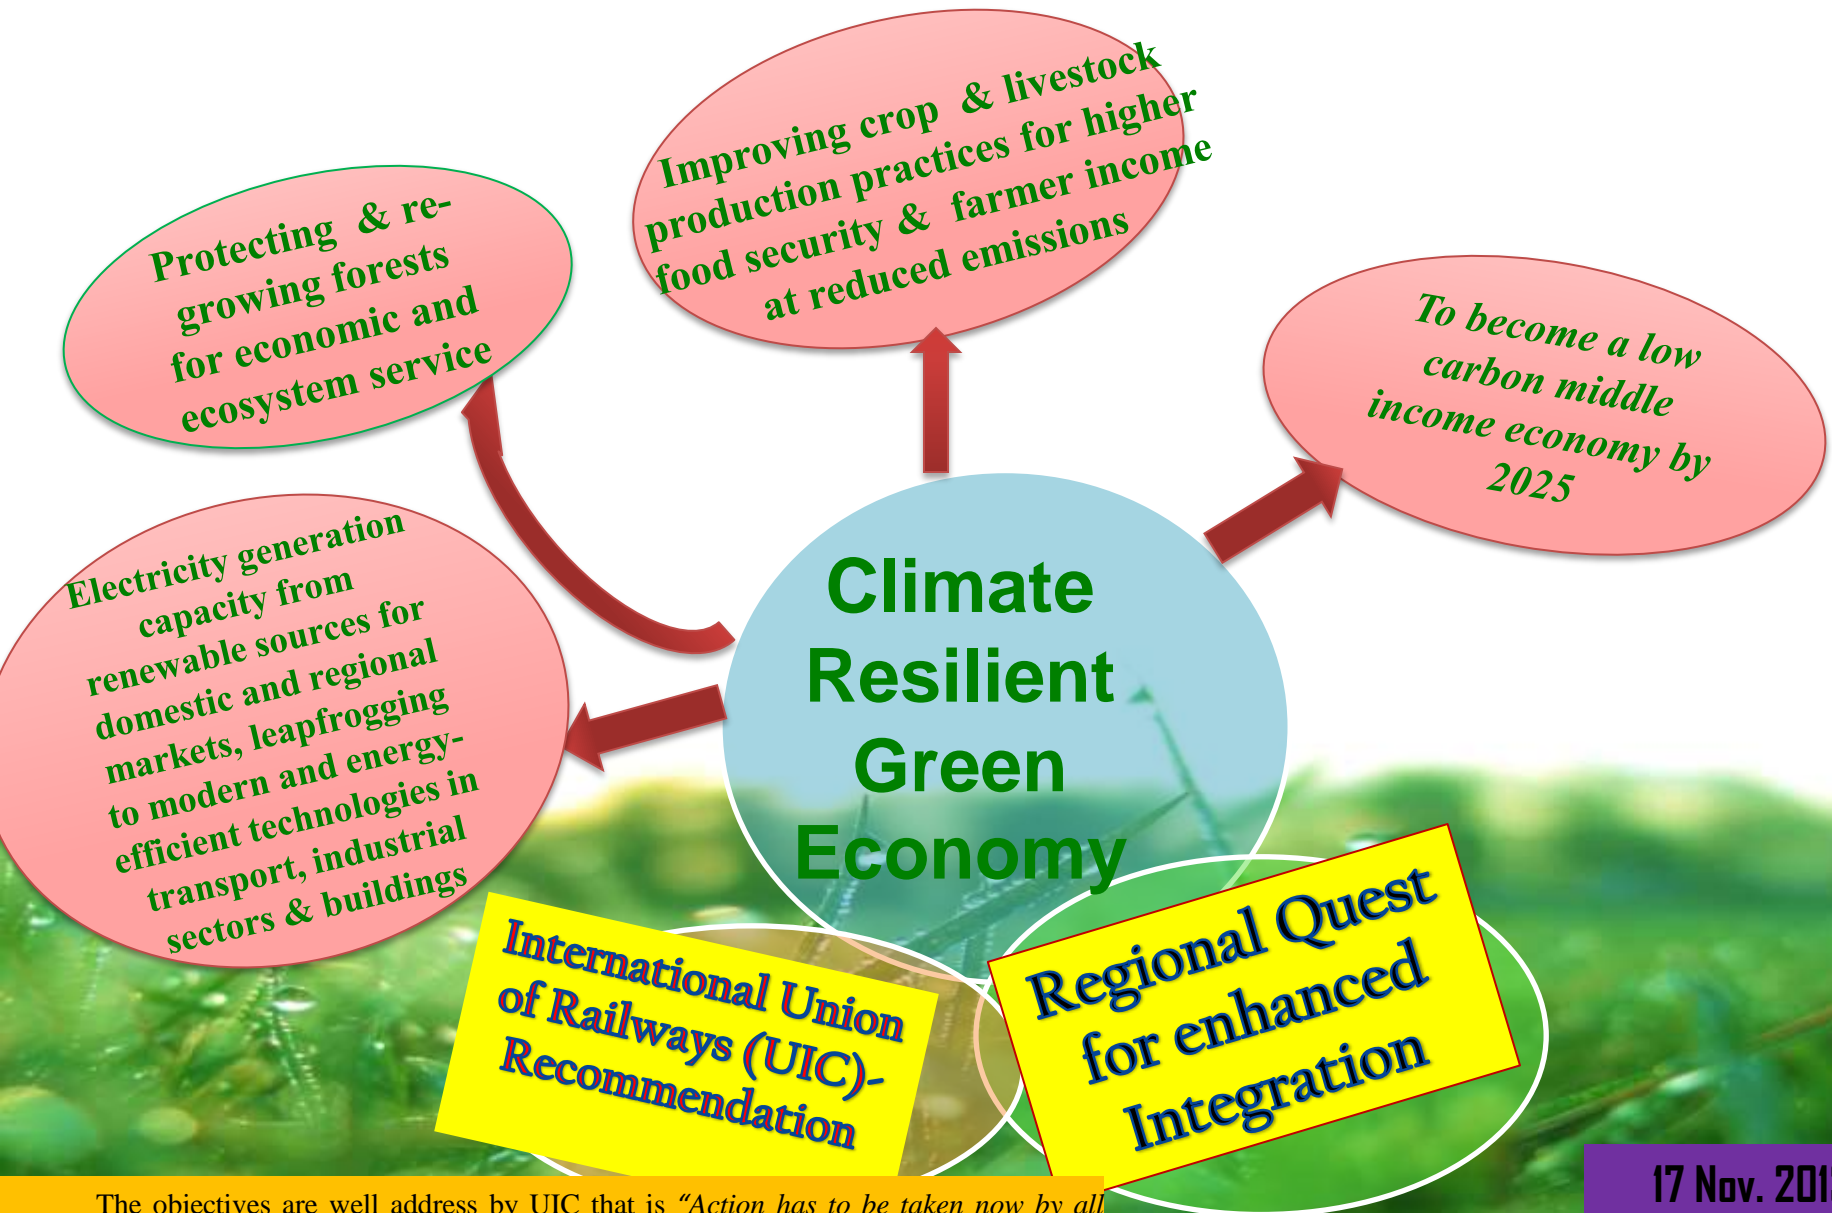 Improving crop & livestock
production practices for higher
food security & farmer income
at reduced emissions
Protecting & re-
growing forests
for economic and
ecosystem service
To become a low
carbon middle
income economy by
2025
Electricity generation
capacity from
renewable sources for
domestic and regional
markets, leapfrogging
to modern and energy-
efficient technologies in
transport, industrial
sectors & buildings
Climate
Resilient
Green
Economy
International Union
of Railways (UIC)-
Recommendation
Regional Quest
for enhanced
Integration
The objectives are well address by UIC that is “Action has to be taken now by all
17 Nov.